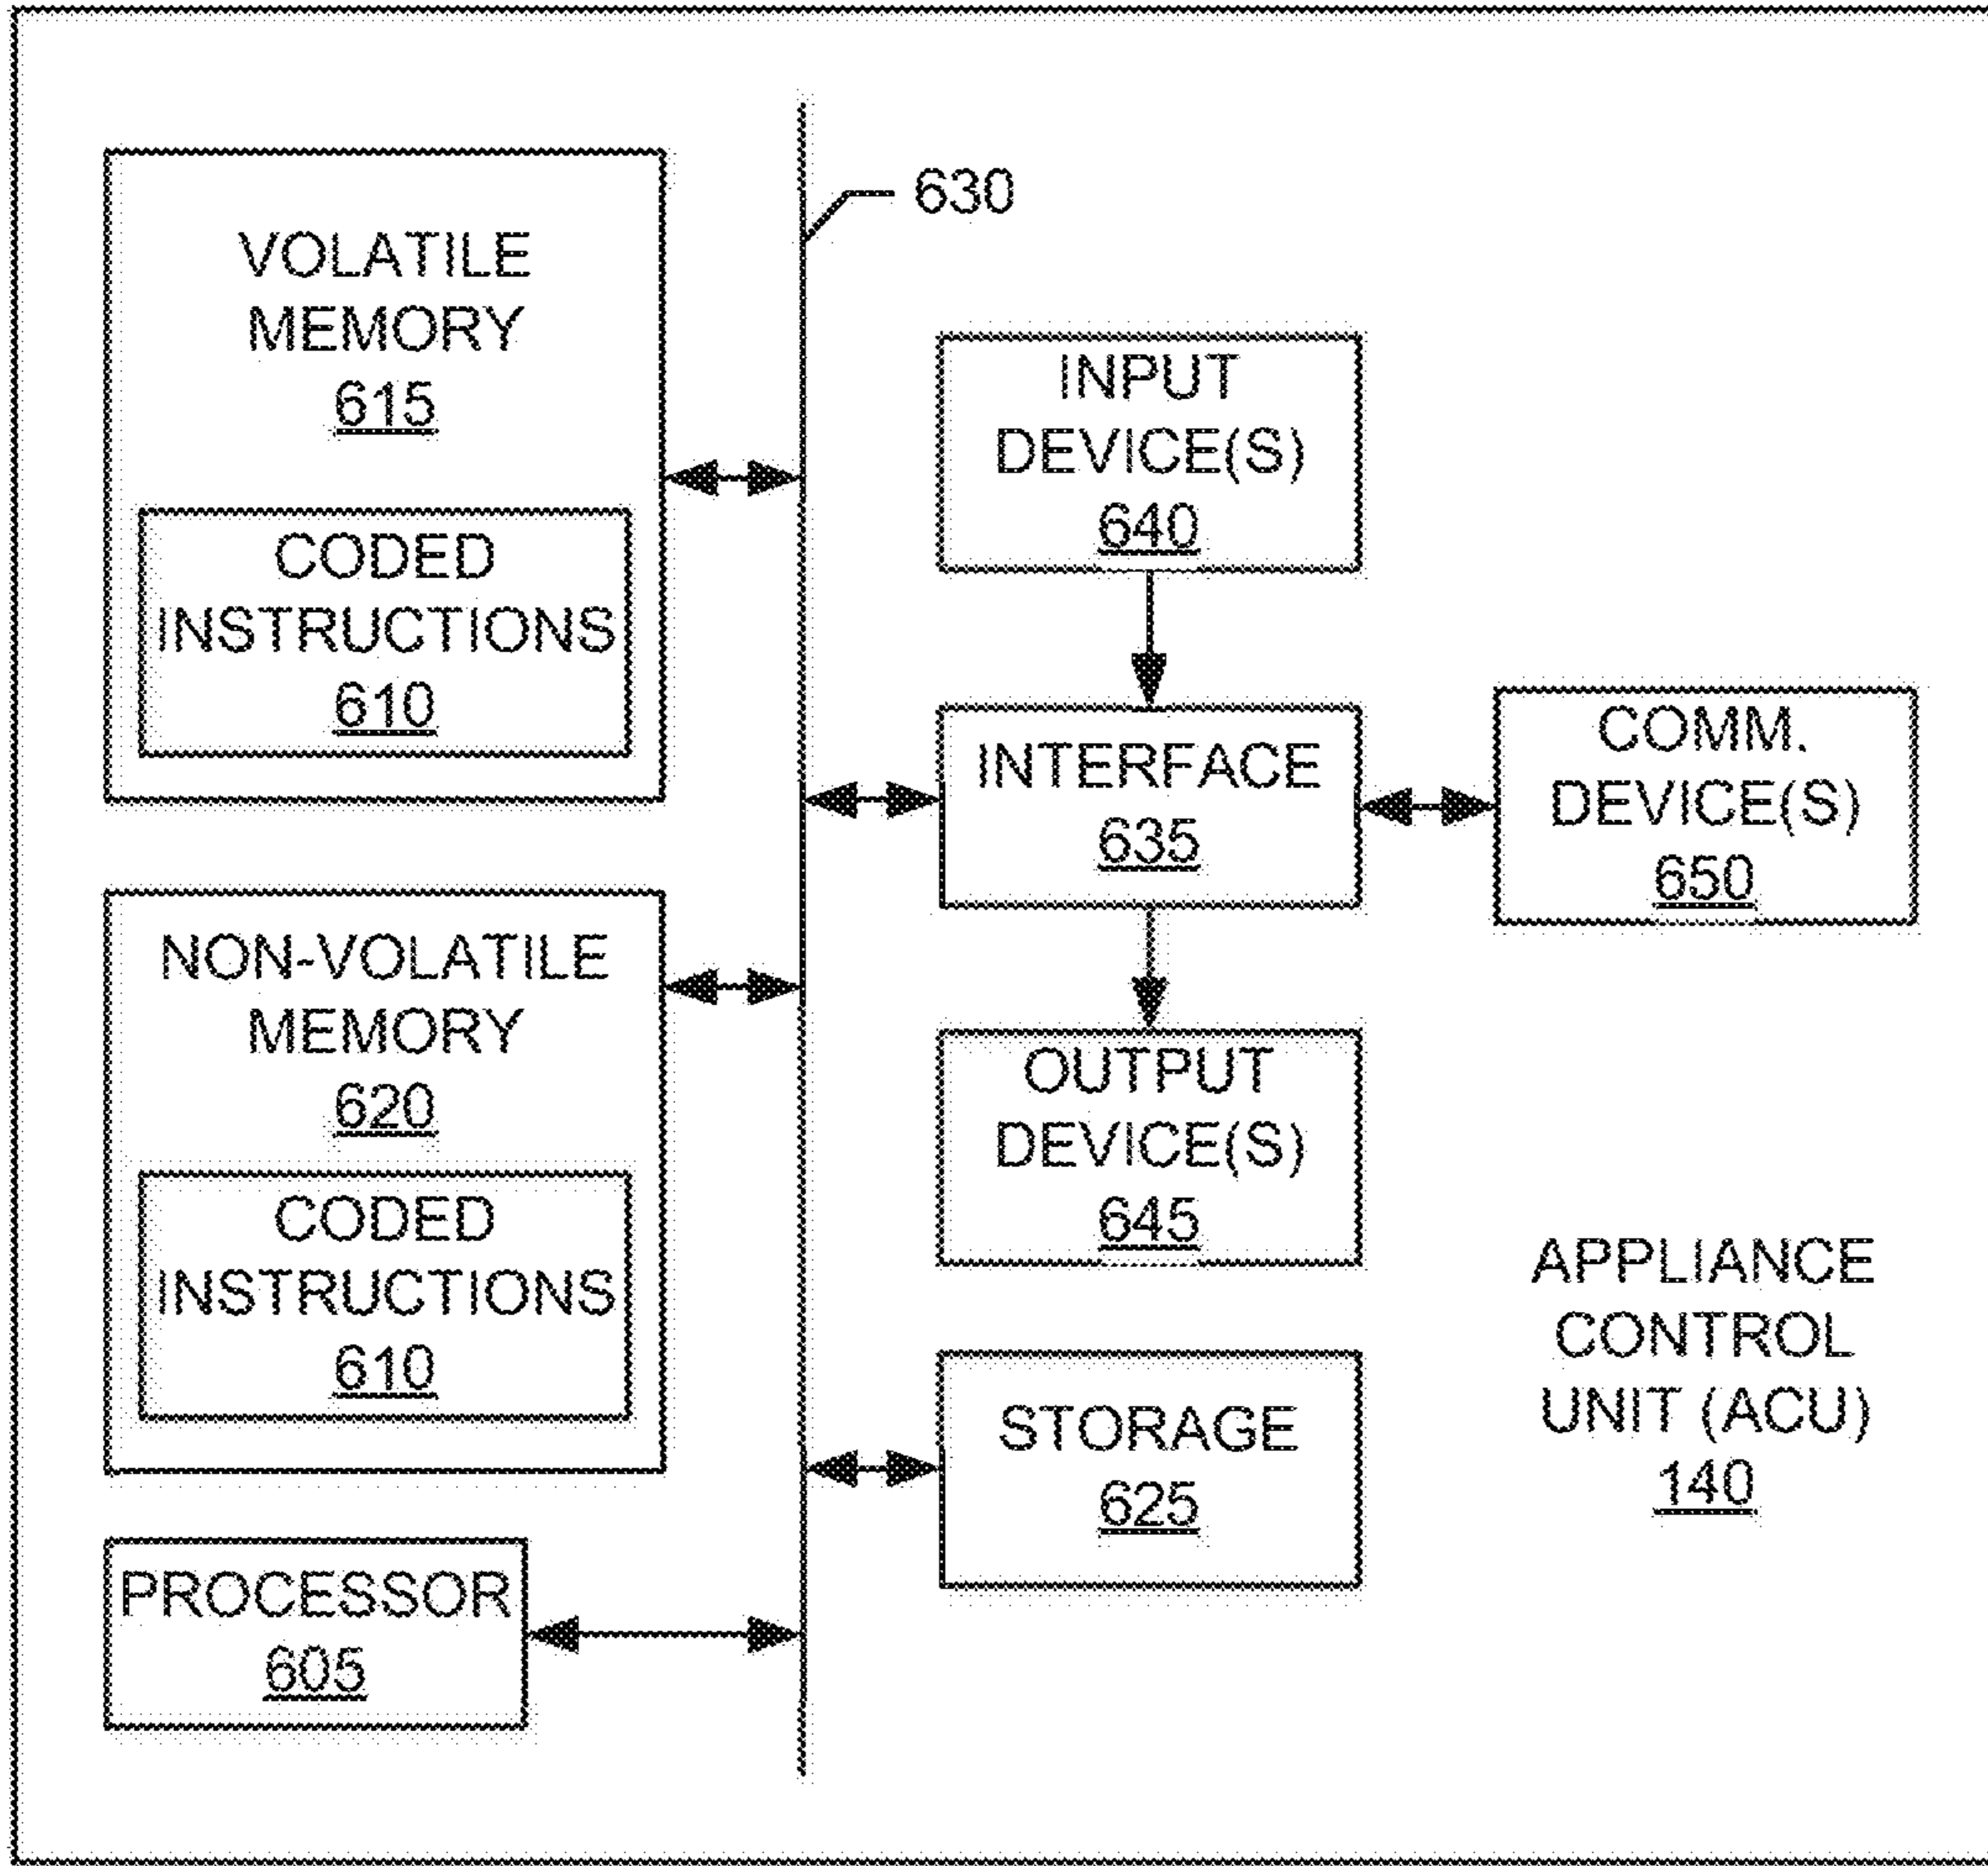 VOLATILE
MEMORY
615
CODED
INSTRUCTIONS
610
NON-VOLATILE
MEMORY
620
CODED
INSTRUCTIONS
610
PROCESSOR
605
630
INPUT
DEVICE(S)
640
INTERFACE
635
COMM.
DEVICE(S)
650
OUTPUT
DEVICE(S)
645
STORAGE
625
APPLIANCE
CONTROL
UNIT (ACU)
140